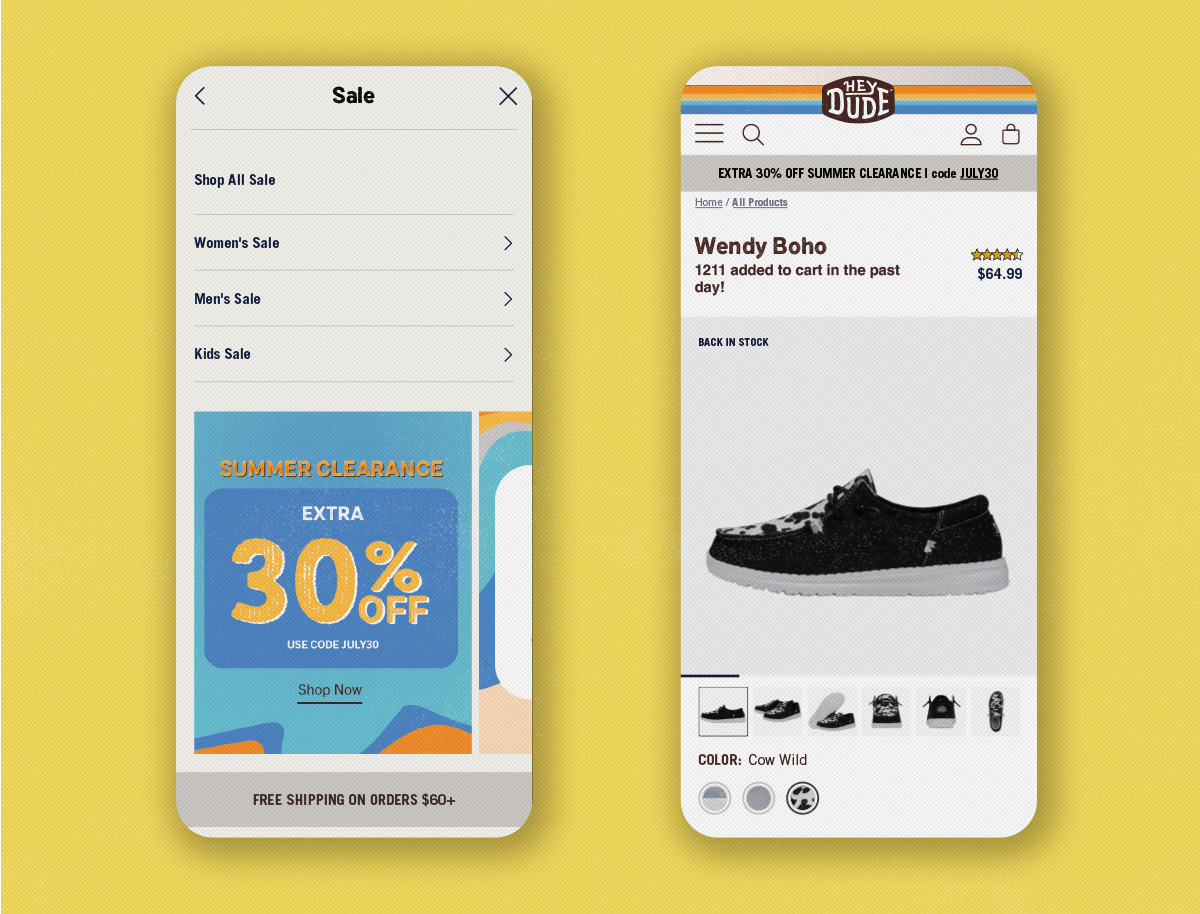 Sale
Shop All Sale
Women's Sale
Men's Sale
Kids Sale
SUMMER CLEARANCE
EXTRA
30%
OFF
USE CODE JULY30
Shop Now
FREE SHIPPING ON ORDERS $60+
HEY
DUDE
EXTRA 30% OFF SUMMER CLEARANCE I code JULY30
Home / All Products
Wendy Boho
1211 added to cart in the past
day!
$64.99
BACK IN STOCK
COLOR: Cow Wild